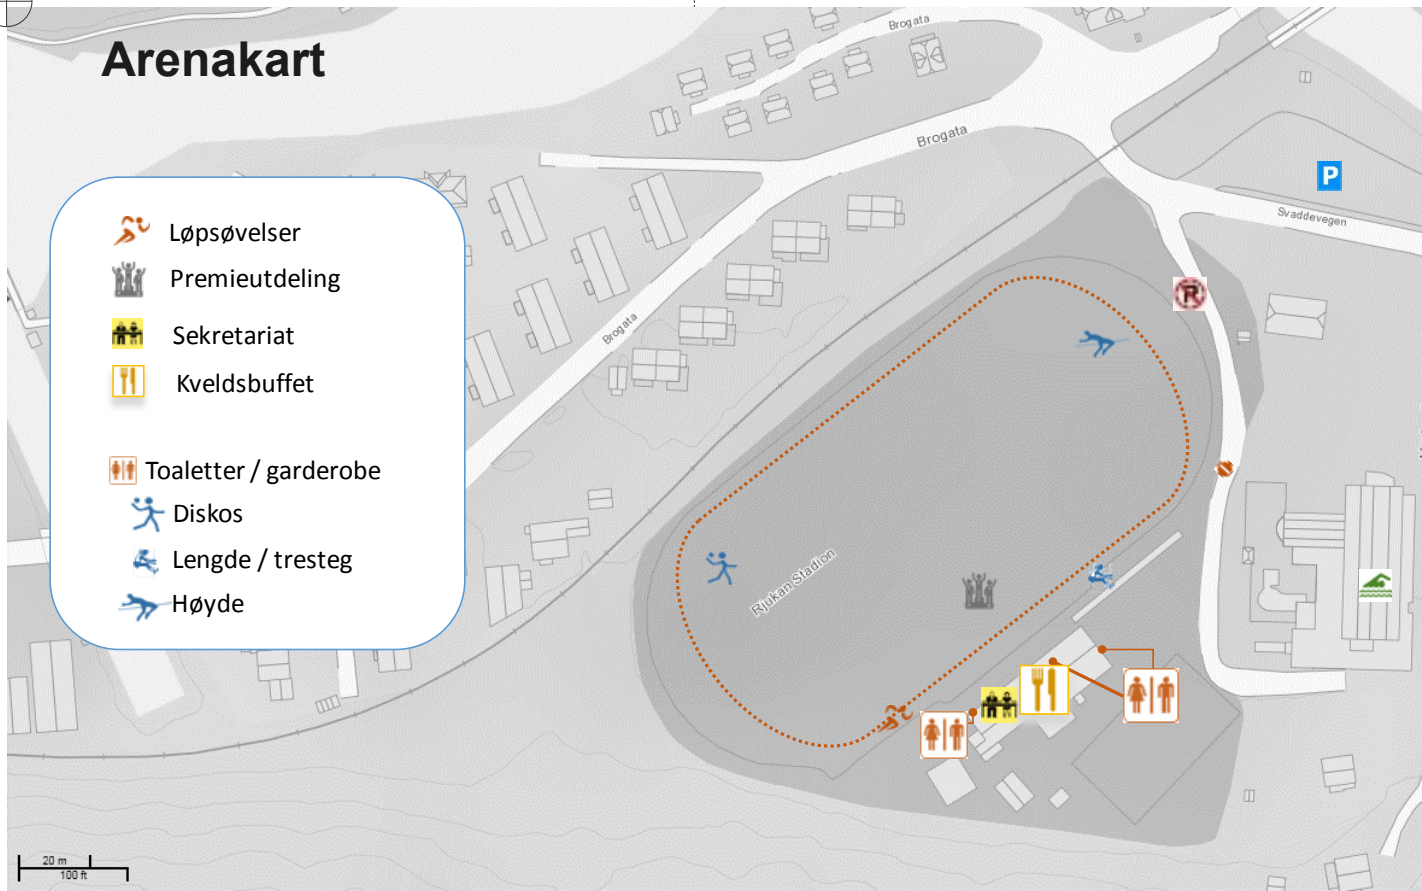 Arenakart
Løpsøvelser
Premieutdeling
Sekretariat
Kveldsbuffet
Toaletter / garderobe
Diskos
Lengde / tresteg
Høyde
Brogata
Brogata
Brogata
P
Svaddevegen
R
Rjukan Stadion
20 m
100 ft